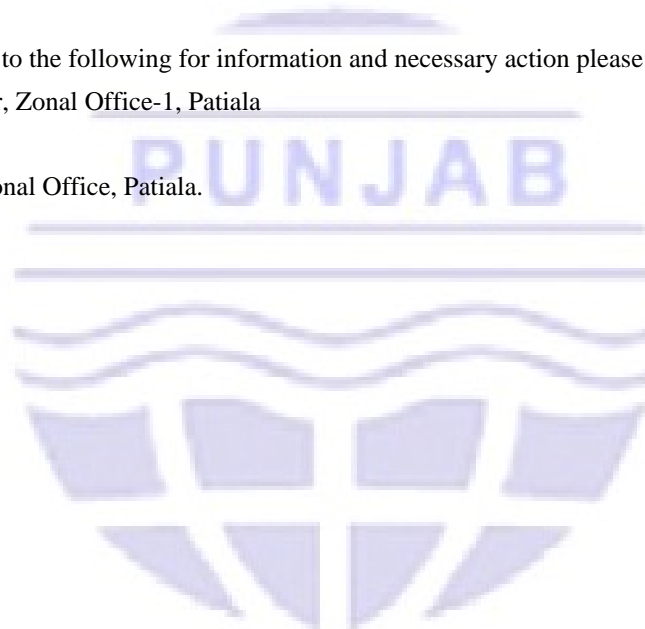 to the following for information and necessary action please
r, Zonal Office-1, Patiala
PUNJAB
onal Office, Patiala.